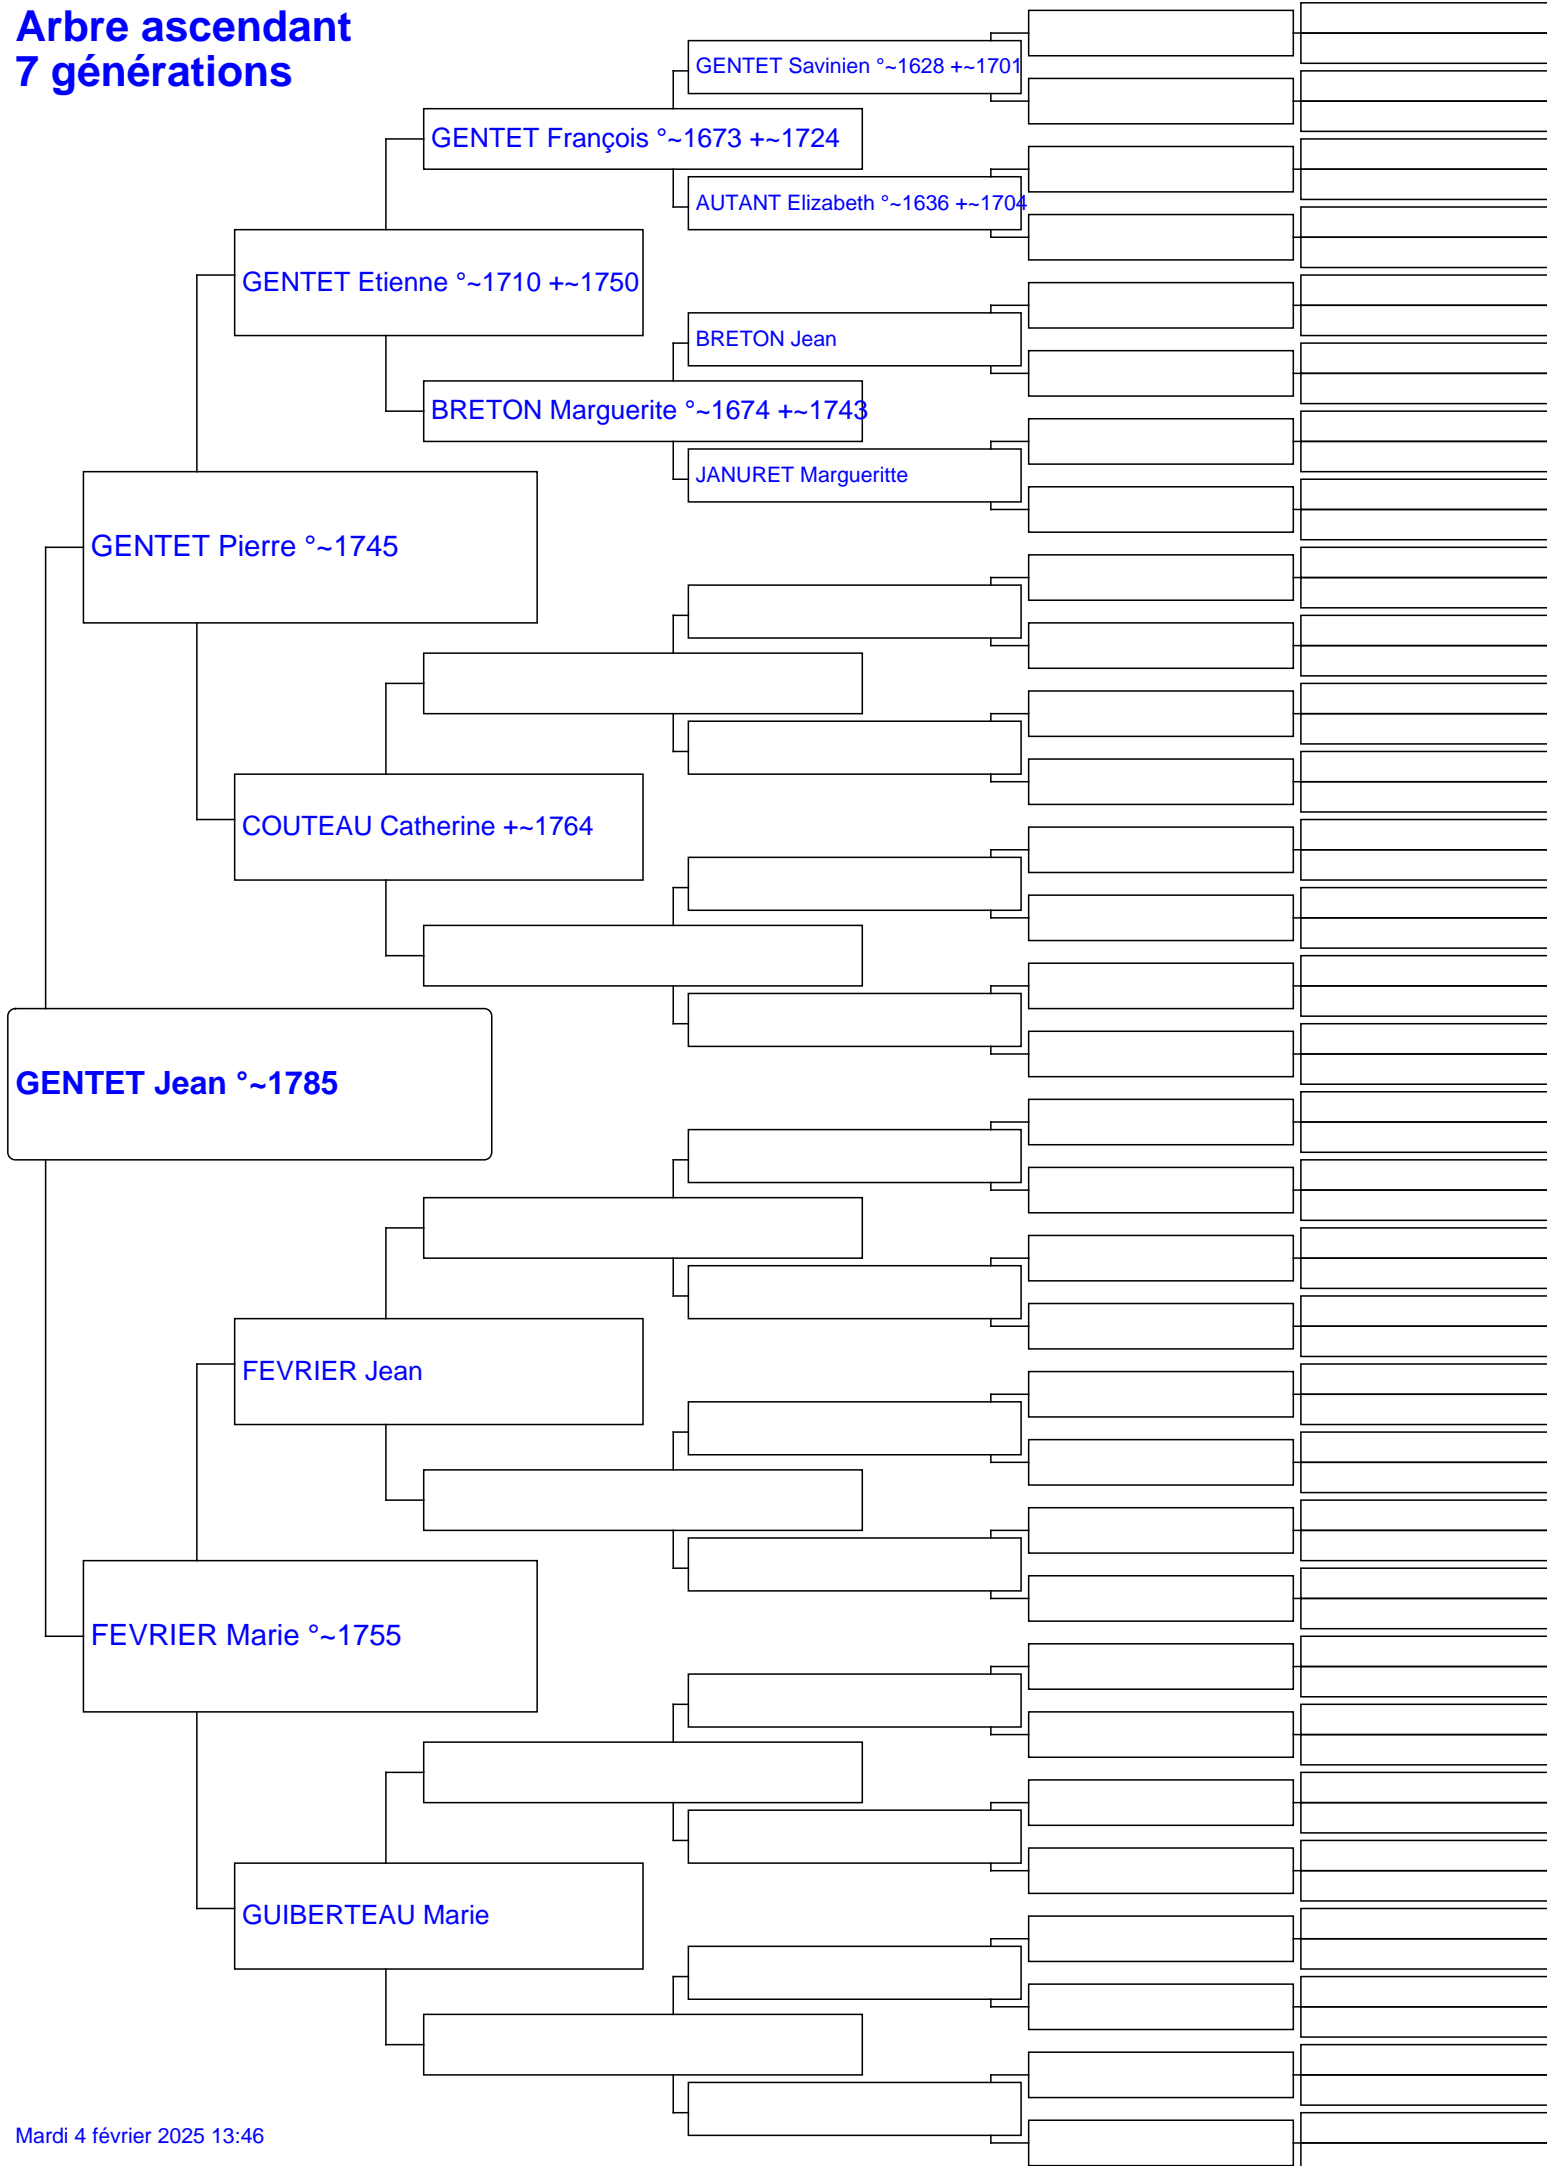 Arbre ascendant
7 générations
GENTET Savinien °~1628 +~1701
GENTET François °~1673 +~1724
AUTANT Elizabeth °~1636 +~1704
GENTET Etienne °~1710 +~1750
BRETON Jean
BRETON Marguerite °~1674 +~1743
JANURET Margueritte
GENTET Pierre °~1745
COUTEAU Catherine +~1764
GENTET Jean °~1785
FEVRIER Jean
FEVRIER Marie °~1755
GUIBERTEAU Marie
Mardi 4 février 2025 13:46